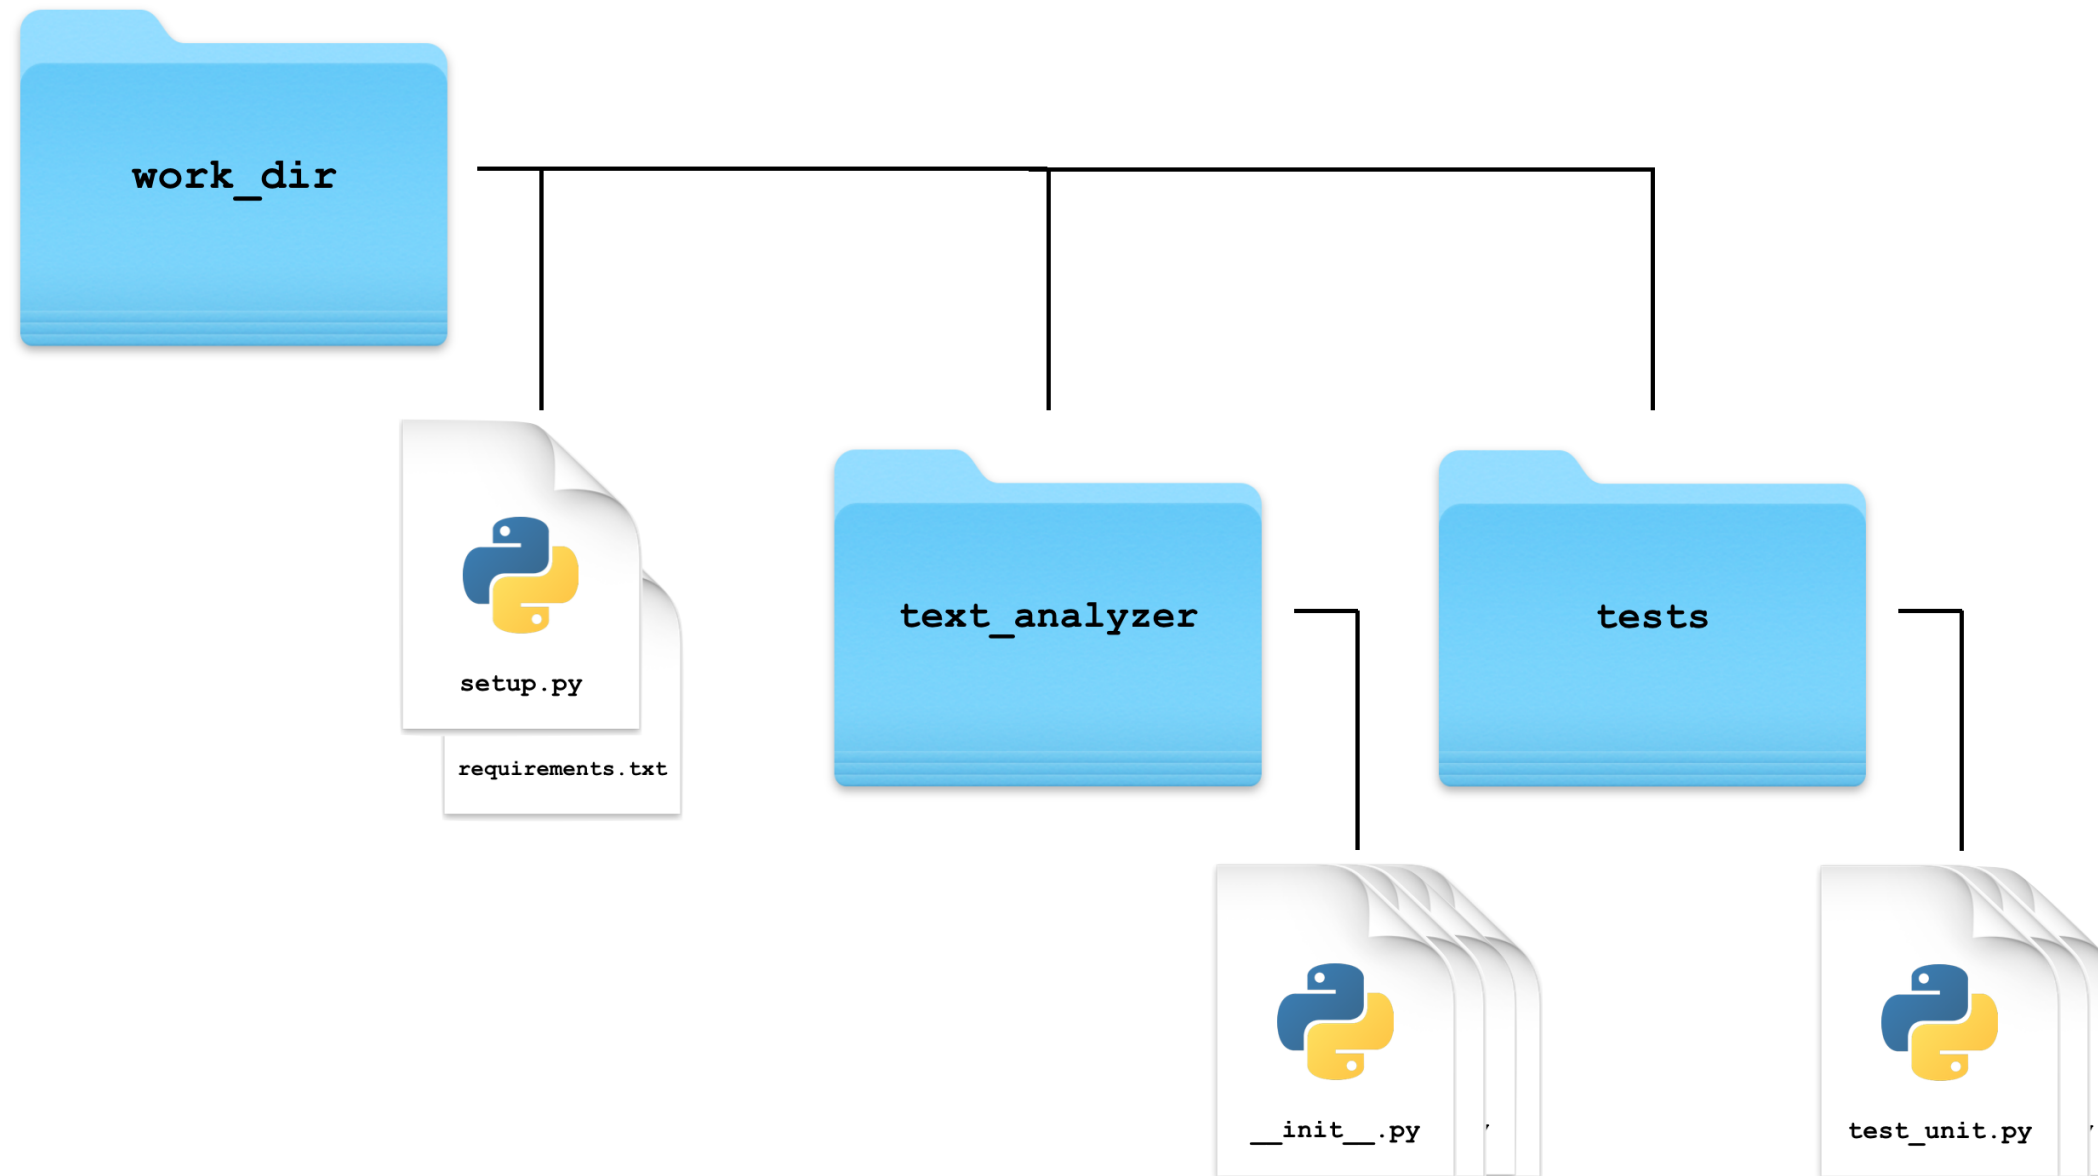 work_dir
setup.py
requirements.txt
text_analyzer
tests
__init__.py
test_unit.py